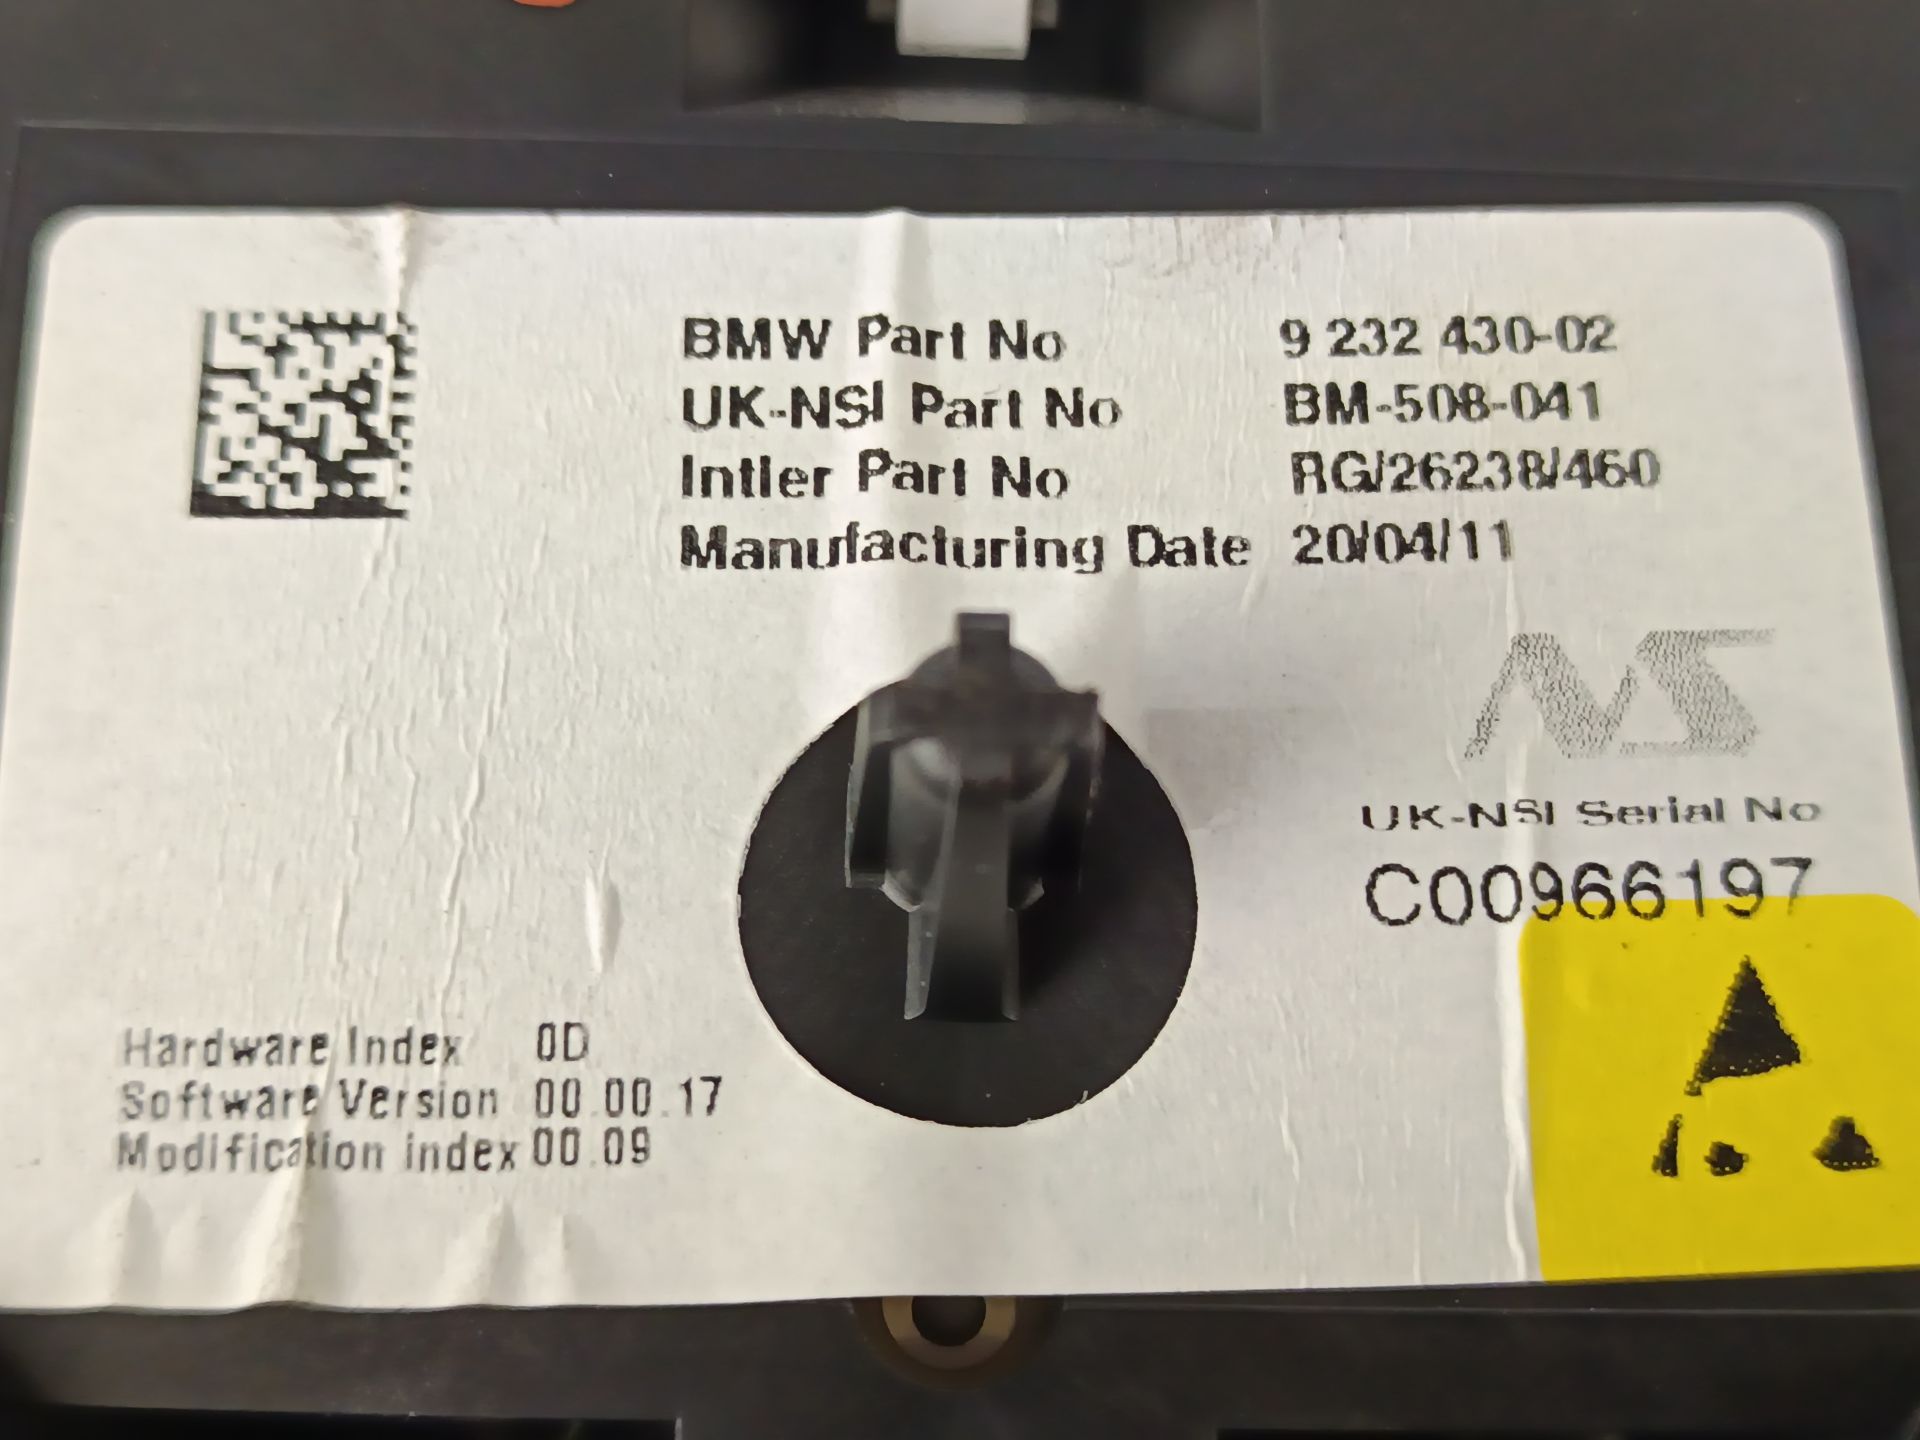 BMW Part No 9 232 430-02
UK-NSI Part No BM-508-041
Intier Part No RG/26238/460
Manufacturing Date 20/04/11
NS
UK-NSI Serial No
C00966197
Hardware Index 0D
Software Version 00.00.17
Modification index 00.09